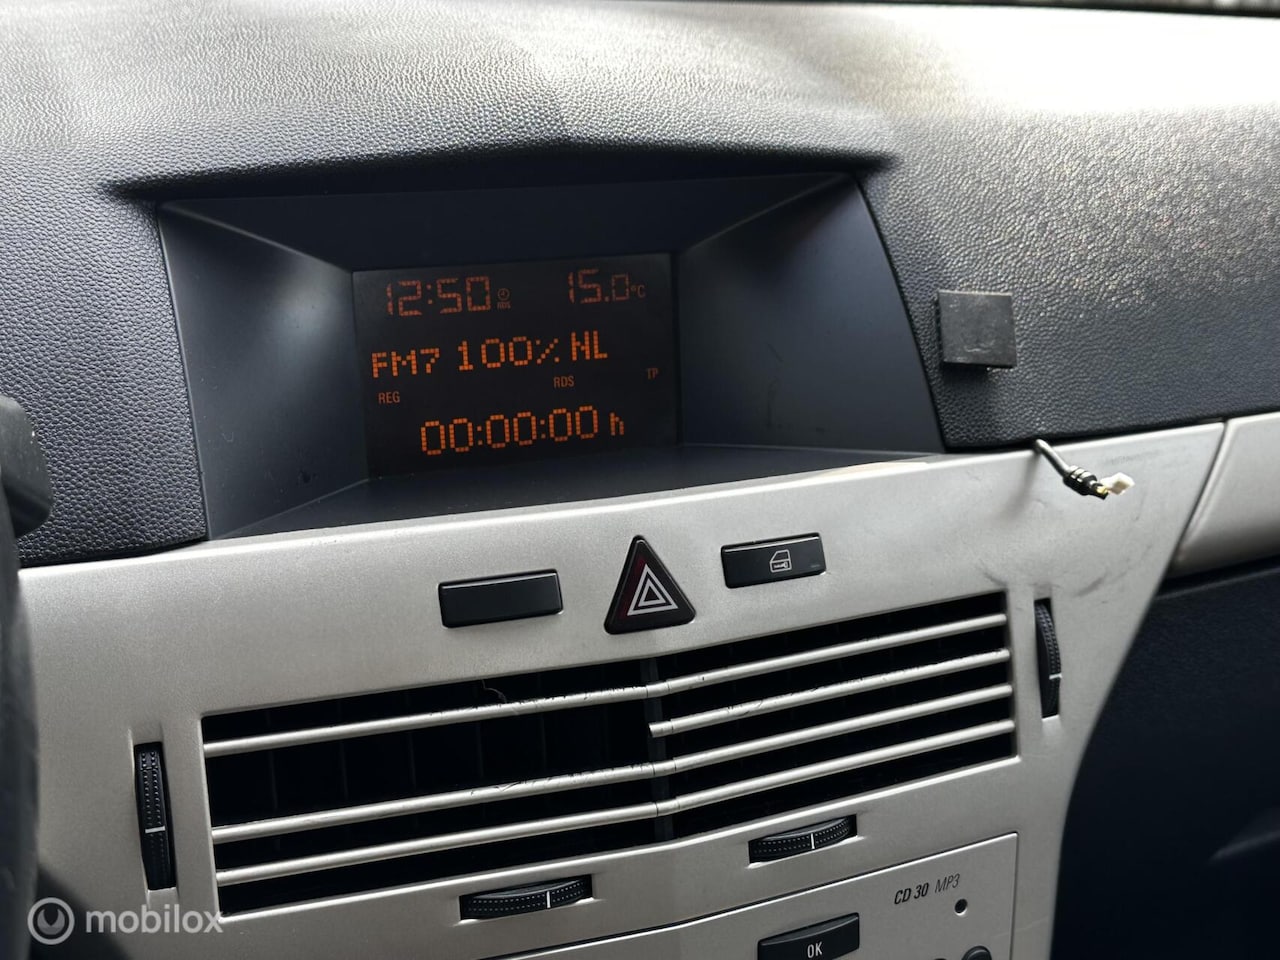 12:50 15.0°C
FM7 100% NL
REG RDS TP
00:00:00 h
CD 30 MP3
OK
mobilox